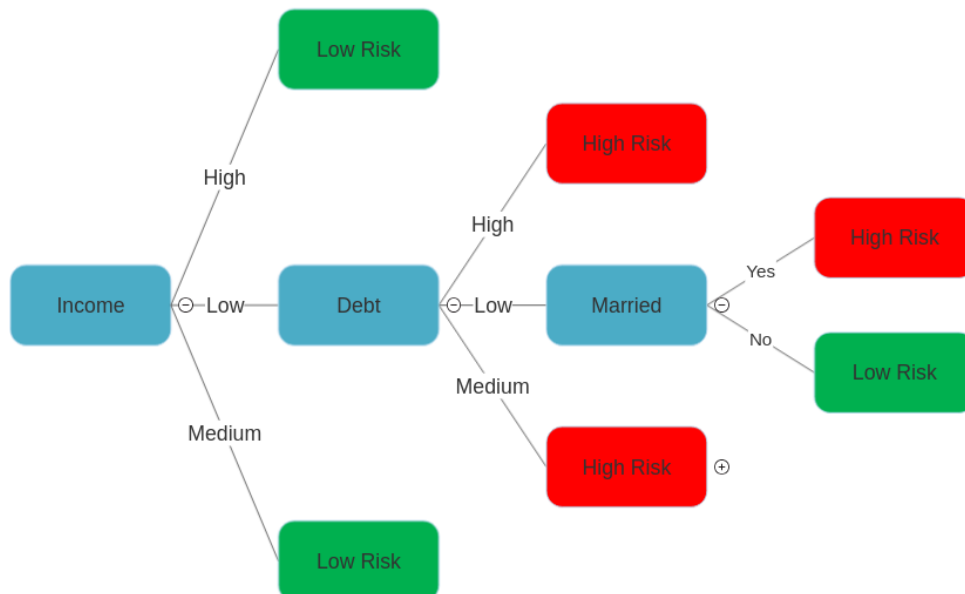 Low Risk
High Risk
High
High Risk
High
Yes
Income
Low
Debt
Low
Married
No
Low Risk
Medium
Medium
High Risk
Low Risk